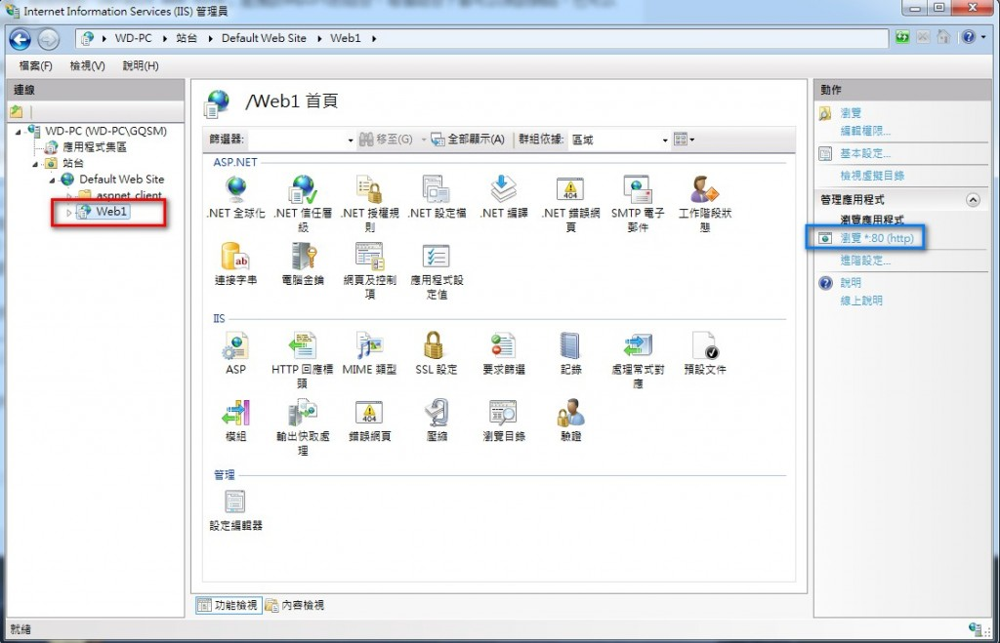 Internet Information Services (IIS) 管理員
WD-PC 站台 Default Web Site Web1
檔案(F) 檢視(V) 說明(H)
連線
WD-PC (WD-PC\GQSM)
應用程式集區
站台
Default Web Site
aspnet_client
Web1
/Web1 首頁
篩選器: 移至(G) 全部顯示(A) 群組依據: 區域
ASP.NET
.NET 全球化 .NET 信任層級 .NET 授權規則 .NET 設定檔 .NET 編譯 .NET 錯誤網頁 SMTP 電子郵件 工作階段狀態
連接字串 電腦金鑰 網頁及控制項 應用程式設定值
IIS
ASP HTTP 回應標頭 MIME 類型 SSL 設定 要求篩選 記錄 處理常式對應 預設文件
模組 輸出快取處理 錯誤網頁 壓縮 瀏覽目錄 驗證
管理
設定編輯器
功能檢視 內容檢視
動作
瀏覽
編輯權限...
基本設定...
檢視虛擬目錄
管理應用程式
瀏覽應用程式
瀏覽 *:80 (http)
進階設定...
說明
線上說明
就緒